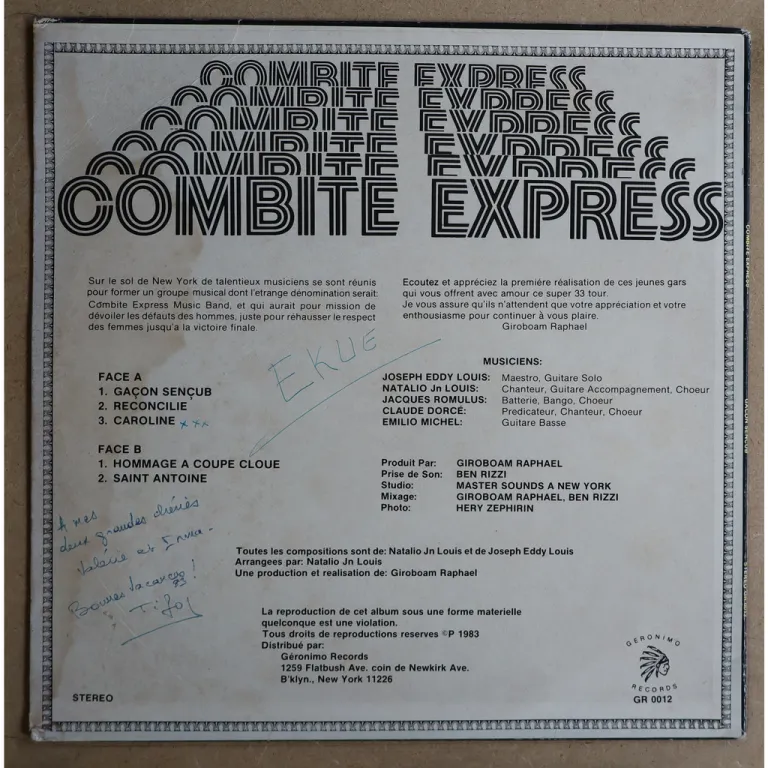 COMBITE EXPRESS
COMBITE EXPRESS
COMBITE EXPRESS
COMBITE EXPRESS
COMBITE EXPRESS
COMBITE EXPRESS
Sur le sol de New York de talentieux musiciens se sont réunis
pour former un groupe musical dont l'etrange dénomination serait:
Combite Express Music Band, et qui aurait pour mission de
dévoiler les défauts des hommes, juste pour réhausser le respect
des femmes jusqu'a la victoire finale.
Ecoutez et appréciez la première réalisation de ces jeunes gars
qui vous offrent avec amour ce super 33 tour.
Je vous assure qu'ils n'attendent que votre appréciation et votre
enthousiasme pour continuer à vous plaire.
Giroboam Raphael
EKUE
FACE A
1. GAÇON SENÇUB
2. RECONCILIE
3. CAROLINE xxx
FACE B
1. HOMMAGE A COUPE CLOUE
2. SAINT ANTOINE
MUSICIENS:
JOSEPH EDDY LOUIS: Maestro, Guitare Solo
NATALIO Jn LOUIS: Chanteur, Guitare Accompagnement, Choeur
JACQUES ROMULUS: Batterie, Bango, Choeur
CLAUDE DORCÉ: Predicateur, Chanteur, Choeur
EMILIO MICHEL: Guitare Basse
Produit Par: GIROBOAM RAPHAEL
Prise de Son: BEN RIZZI
Studio: MASTER SOUNDS A NEW YORK
Mixage: GIROBOAM RAPHAEL, BEN RIZZI
Photo: HERY ZEPHIRIN
A mes
deux grandes chéries
Valérie et
Bonnes Vacances !
Toutes les compositions sont de: Natalio Jn Louis et de Joseph Eddy Louis
Arrangees par: Natalio Jn Louis
Une production et realisation de: Giroboam Raphael
La reproduction de cet album sous une forme materielle
quelconque est une violation.
Tous droits de reproductions reserves ©P 1983
Distribué par:
Géronimo Records
1259 Flatbush Ave. coin de Newkirk Ave.
B'klyn., New York 11226
STEREO
GERONIMO
RECORDS
GR 0012
COMBITE EXPRESS
GAÇON SENÇUB